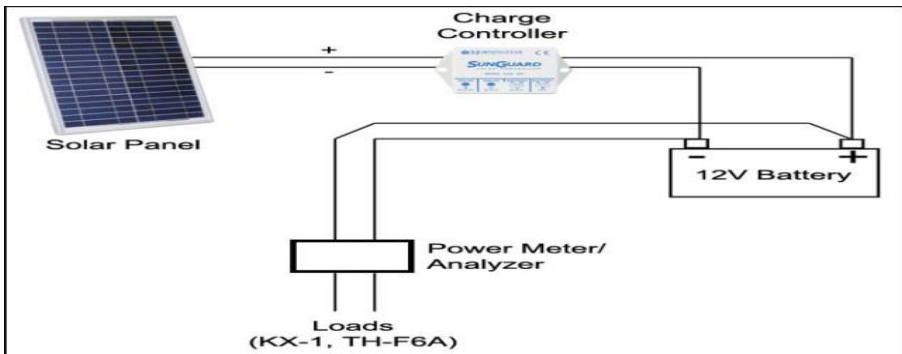 Charge
Controller
+
-
SUNGUARD
Solar Panel
- +
12V Battery
Power Meter/
Analyzer
Loads
(KX-1, TH-F6A)